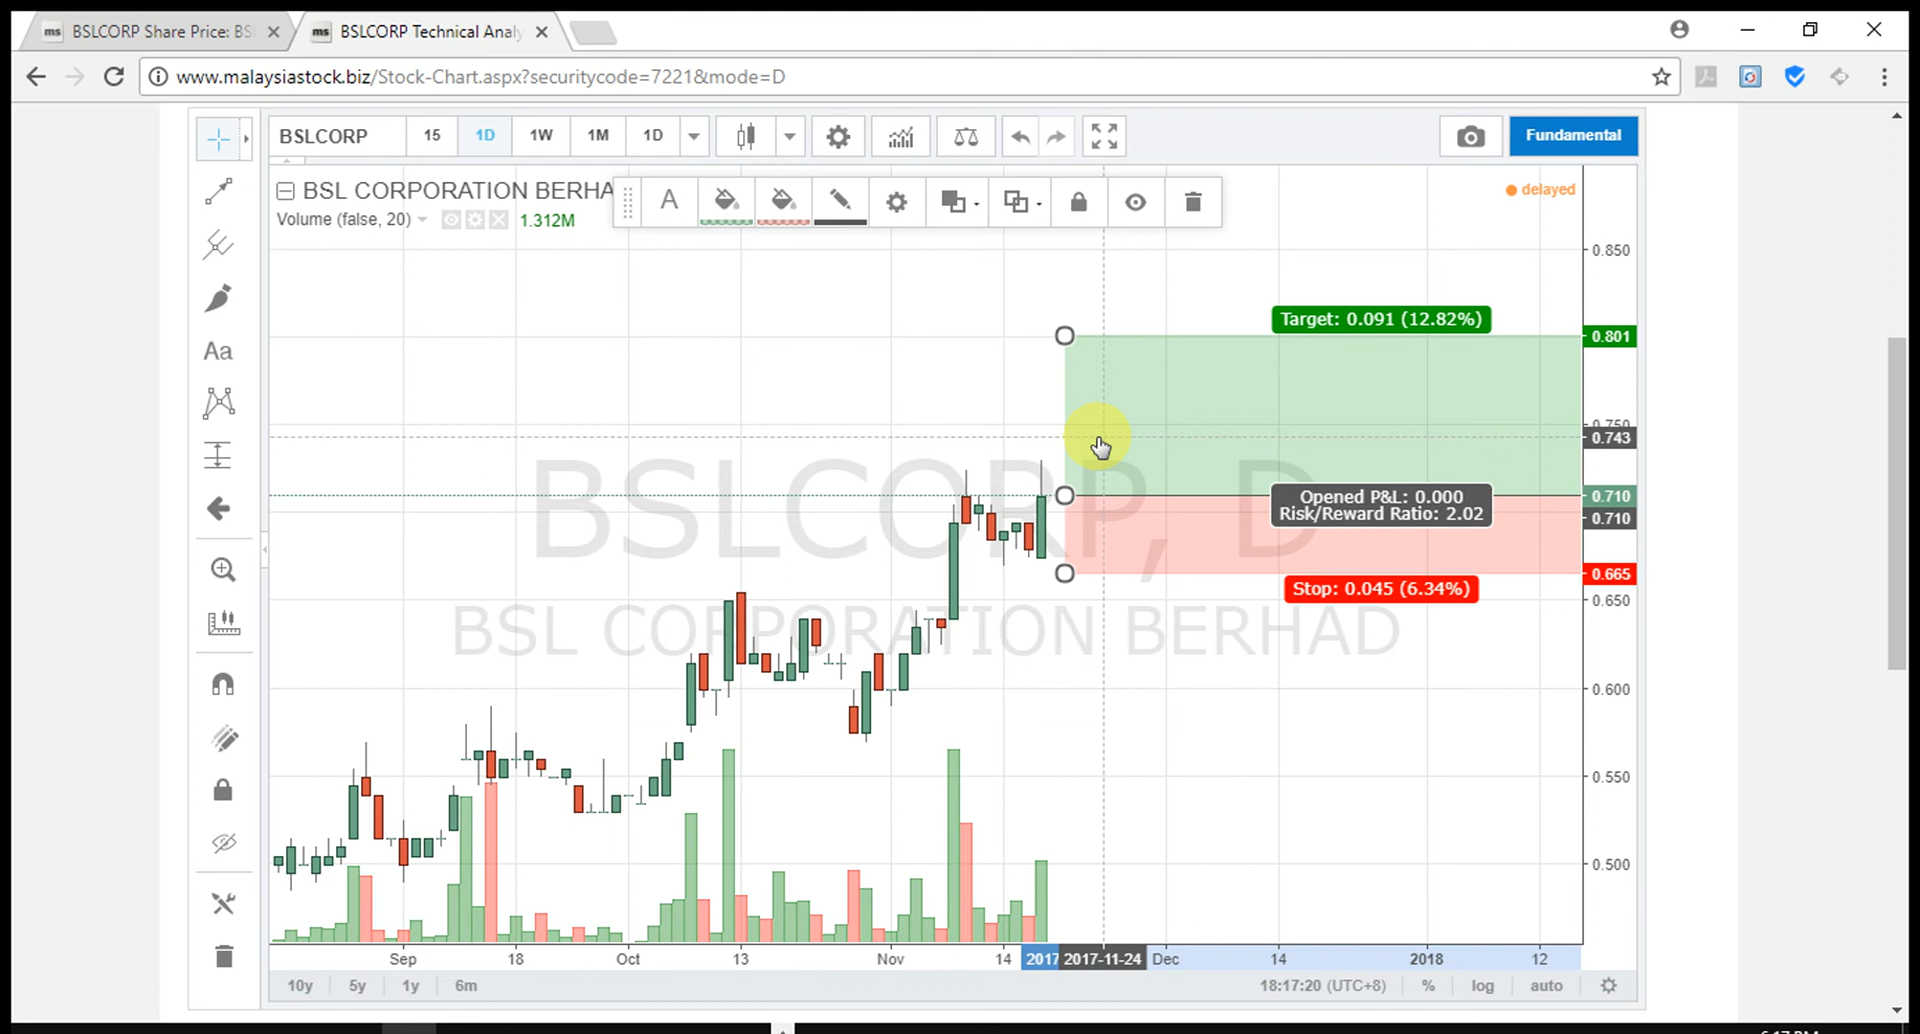 ms BSLCORP Share Price: BS
ms BSLCORP Technical Analy
www.malaysiastock.biz/Stock-Chart.aspx?securitycode=7221&mode=D
BSLCORP 15 1D 1W 1M 1D Fundamental
BSL CORPORATION BERHA
A
delayed
Volume (false, 20) 1.312M
Aa
0.850
Target: 0.091 (12.82%)
0.801
0.750
0.743
Opened P&L: 0.000
Risk/Reward Ratio: 2.02
0.710
0.710
0.665
Stop: 0.045 (6.34%)
0.650
0.600
0.550
0.500
BSLCORP, D
BSL CORPORATION BERHAD
Sep 18 Oct 13 Nov 14 2017 2017-11-24 Dec 14 2018 12
10y 5y 1y 6m 18:17:20 (UTC+8) % log auto